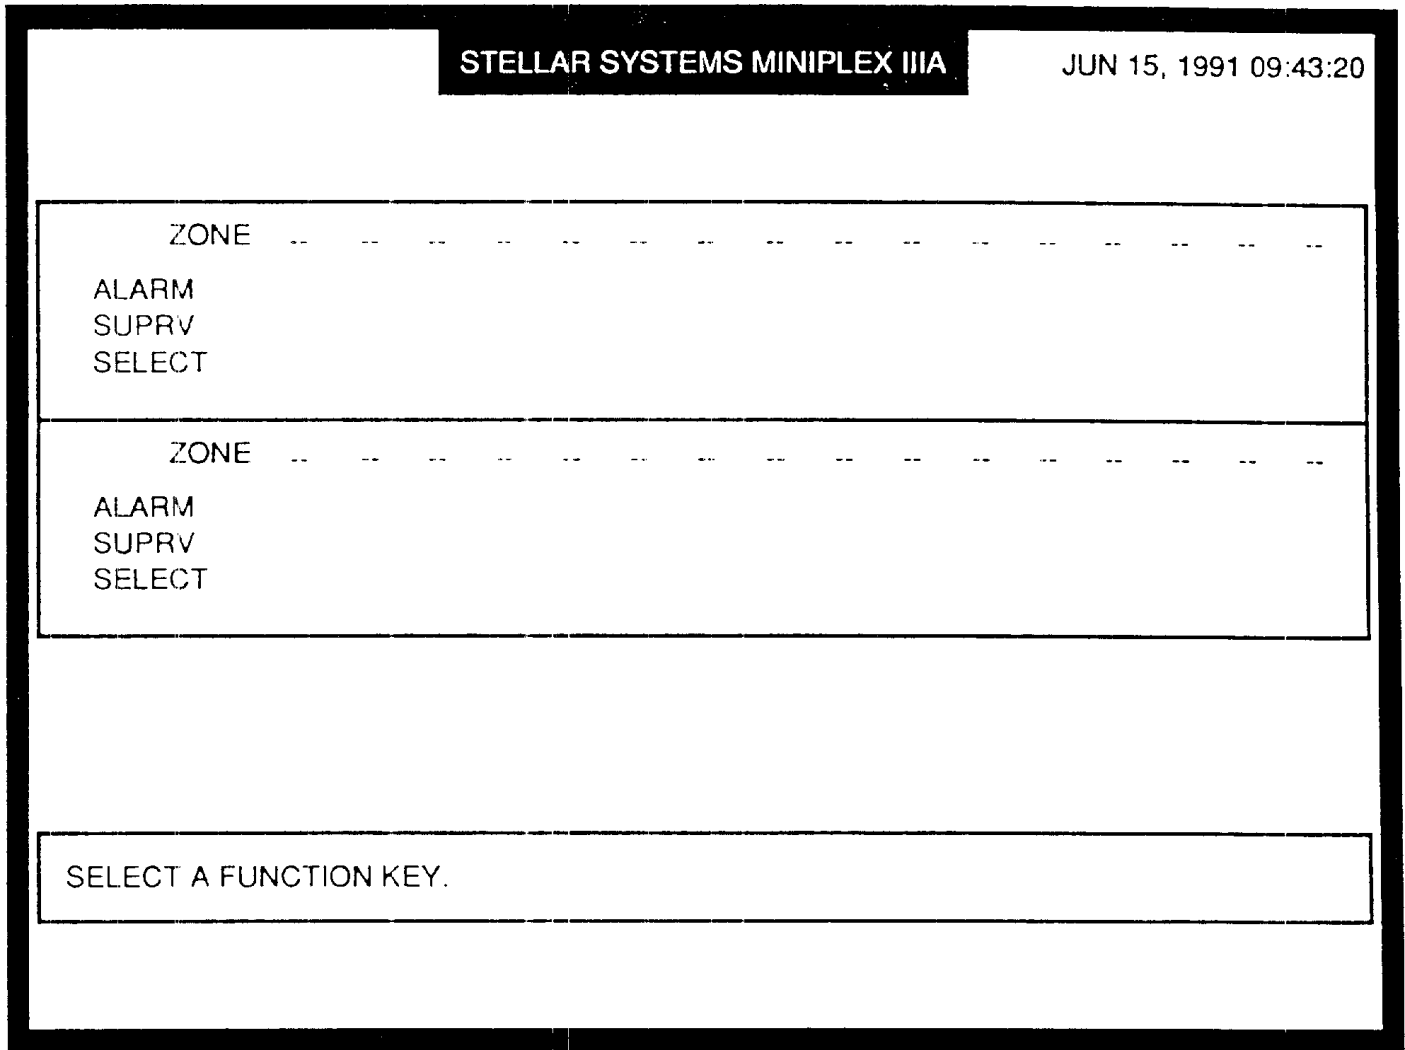 STELLAR SYSTEMS MINIPLEX IIIA
JUN 15, 1991 09:43:20
ZONE -- -- -- -- -- -- -- -- -- -- -- -- -- -- -- --
ALARM
SUPRV
SELECT
ZONE -- -- -- -- -- -- -- -- -- -- -- -- -- -- -- --
ALARM
SUPRV
SELECT
SELECT A FUNCTION KEY.